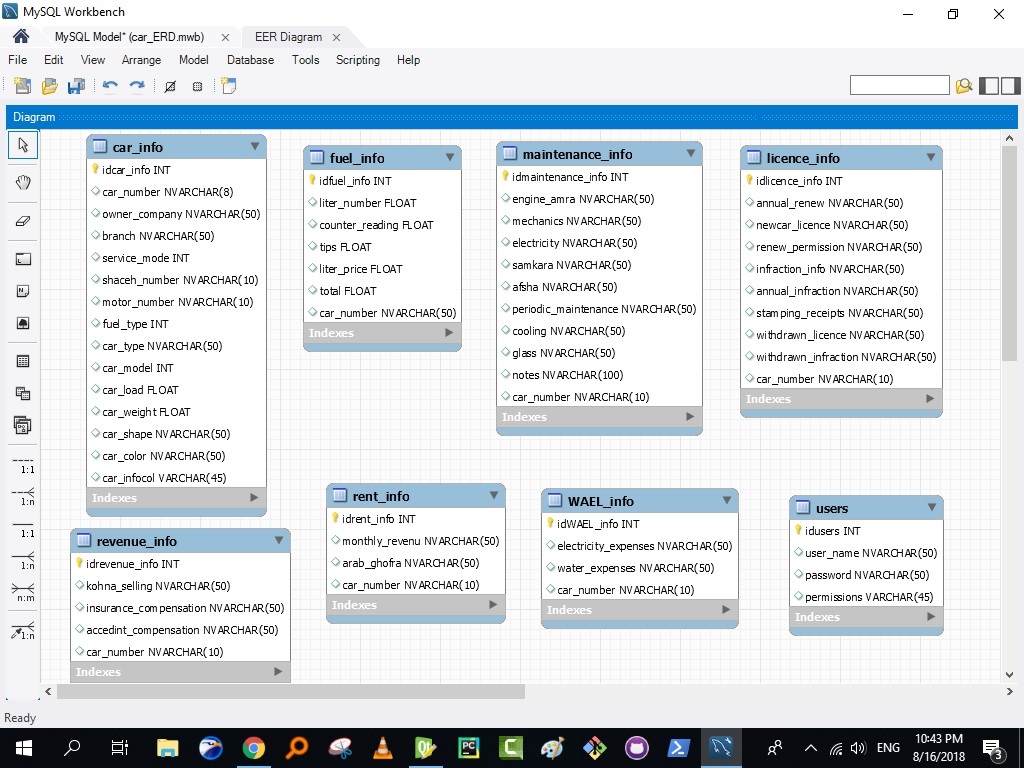 MySQL Workbench
MySQL Model* (car_ERD.mwb)
EER Diagram
File Edit View Arrange Model Database Tools Scripting Help
Diagram
car_info
idcar_info INT
car_number NVARCHAR(8)
owner_company NVARCHAR(50)
branch NVARCHAR(50)
service_mode INT
shaceh_number NVARCHAR(10)
motor_number NVARCHAR(10)
fuel_type INT
car_type NVARCHAR(50)
car_model INT
car_load FLOAT
car_weight FLOAT
car_shape NVARCHAR(50)
car_color NVARCHAR(50)
car_infocol VARCHAR(45)
Indexes
fuel_info
idfuel_info INT
liter_number FLOAT
counter_reading FLOAT
tips FLOAT
liter_price FLOAT
total FLOAT
car_number NVARCHAR(50)
Indexes
maintenance_info
idmaintenance_info INT
engine_amra NVARCHAR(50)
mechanics NVARCHAR(50)
electricity NVARCHAR(50)
samkara NVARCHAR(50)
afsha NVARCHAR(50)
periodic_maintenance NVARCHAR(50)
cooling NVARCHAR(50)
glass NVARCHAR(50)
notes NVARCHAR(100)
car_number NVARCHAR(10)
Indexes
licence_info
idlicence_info INT
annual_renew NVARCHAR(50)
newcar_licence NVARCHAR(50)
renew_permission NVARCHAR(50)
infraction_info NVARCHAR(50)
annual_infraction NVARCHAR(50)
stamping_receipts NVARCHAR(50)
withdrawn_licence NVARCHAR(50)
withdrawn_infraction NVARCHAR(50)
car_number NVARCHAR(10)
Indexes
revenue_info
idrevenue_info INT
kohna_selling NVARCHAR(50)
insurance_compensation NVARCHAR(50)
accedint_compensation NVARCHAR(50)
car_number NVARCHAR(10)
Indexes
rent_info
idrent_info INT
monthly_revenu NVARCHAR(50)
arab_ghofra NVARCHAR(50)
car_number NVARCHAR(10)
Indexes
WAEL_info
idWAEL_info INT
electricity_expenses NVARCHAR(50)
water_expenses NVARCHAR(50)
car_number NVARCHAR(10)
Indexes
users
idusers INT
user_name NVARCHAR(50)
password NVARCHAR(50)
permissions VARCHAR(45)
Indexes
1:1
1:n
1:1
1:n
n:m
1:n
Ready
PC
ENG
10:43 PM
8/16/2018
3